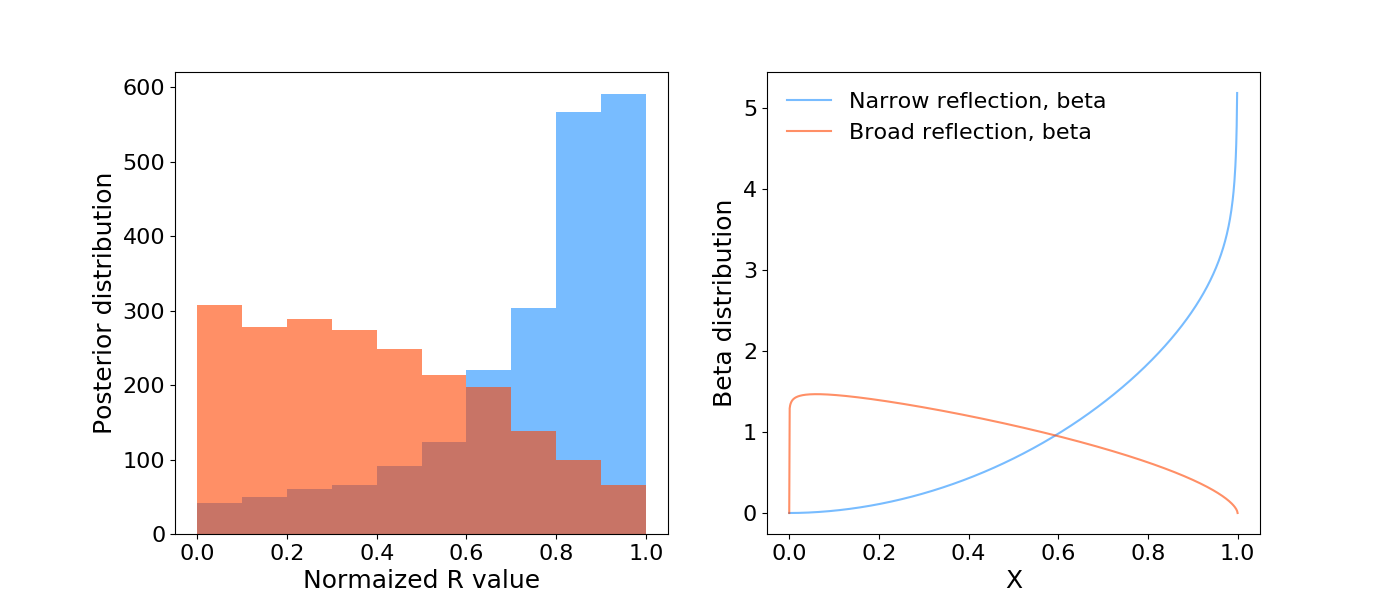 600
500
400
300
200
100
0
Posterior distribution
0.0 0.2 0.4 0.6 0.8 1.0
Normaized R value
Narrow reflection, beta
Broad reflection, beta
5
4
3
2
1
0
Beta distribution
0.0 0.2 0.4 0.6 0.8 1.0
X